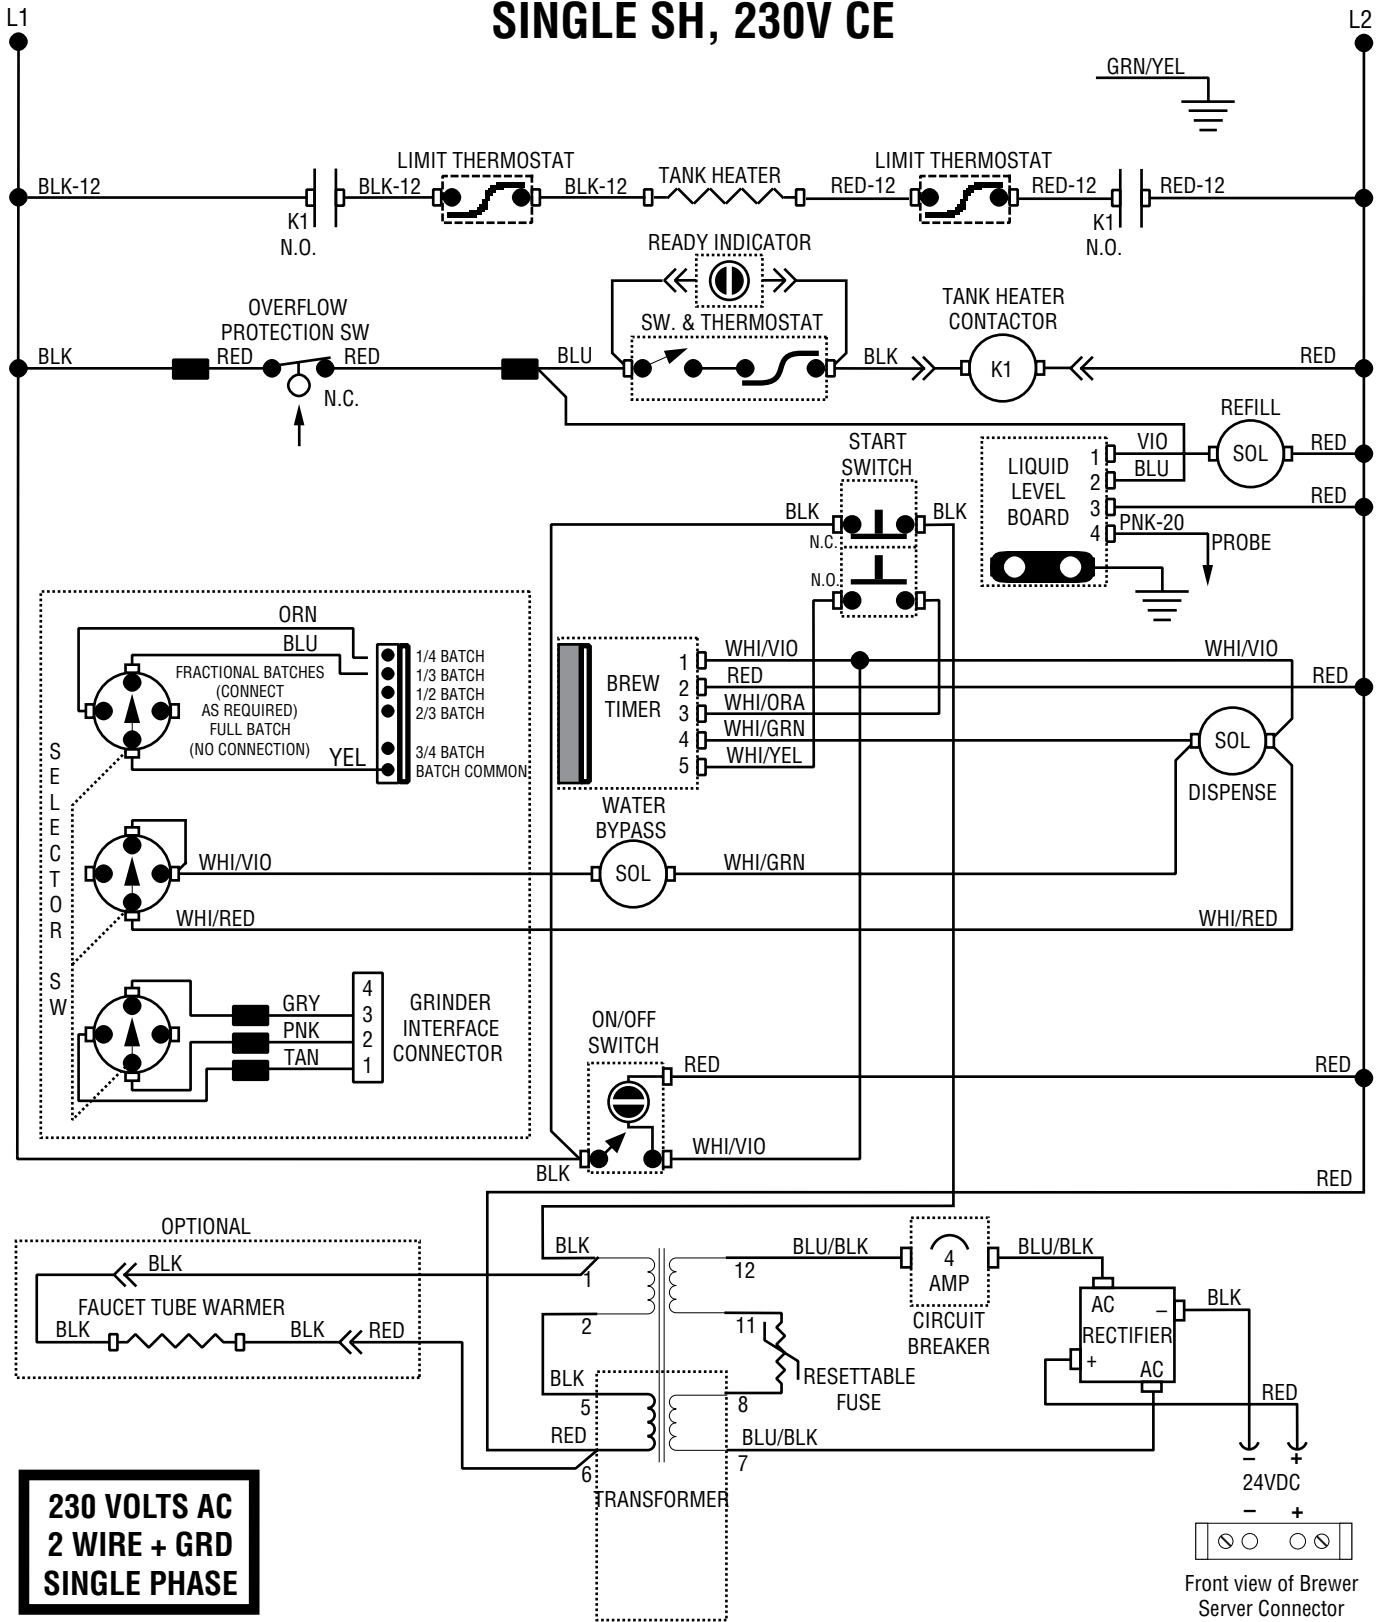 SINGLE SH, 230V CE
L1
L2
GRN/YEL
LIMIT THERMOSTAT
TANK HEATER
LIMIT THERMOSTAT
BLK-12
BLK-12
BLK-12
RED-12
RED-12
RED-12
K1
N.O.
K1
N.O.
READY INDICATOR
OVERFLOW
PROTECTION SW
SW. & THERMOSTAT
TANK HEATER
CONTACTOR
BLK
RED
RED
BLU
BLK
K1
RED
N.C.
START
SWITCH
REFILL
LIQUID
LEVEL
BOARD
1
2
3
4
VIO
BLU
SOL
RED
RED
PNK-20
PROBE
BLK
BLK
N.C.
N.O.
ORN
BLU
FRACTIONAL BATCHES
(CONNECT
AS REQUIRED)
FULL BATCH
(NO CONNECTION)
YEL
1/4 BATCH
1/3 BATCH
1/2 BATCH
2/3 BATCH
3/4 BATCH
BATCH COMMON
SELECTOR SW
BREW
TIMER
1
2
3
4
5
WHI/VIO
RED
WHI/ORA
WHI/GRN
WHI/YEL
WHI/VIO
RED
SOL
DISPENSE
WATER
BYPASS
SOL
WHI/VIO
WHI/GRN
WHI/RED
WHI/RED
GRY
PNK
TAN
4
3
2
1
GRINDER
INTERFACE
CONNECTOR
ON/OFF
SWITCH
RED
RED
WHI/VIO
BLK
RED
OPTIONAL
BLK
FAUCET TUBE WARMER
BLK
BLK
RED
BLK
1
2
BLK
5
RED
6
TRANSFORMER
12
11
8
7
BLU/BLK
4
AMP
CIRCUIT
BREAKER
BLU/BLK
RESETTABLE
FUSE
BLU/BLK
AC
–
RECTIFIER
+
AC
BLK
RED
– +
24VDC
– +
Front view of Brewer
Server Connector
230 VOLTS AC
2 WIRE + GRD
SINGLE PHASE